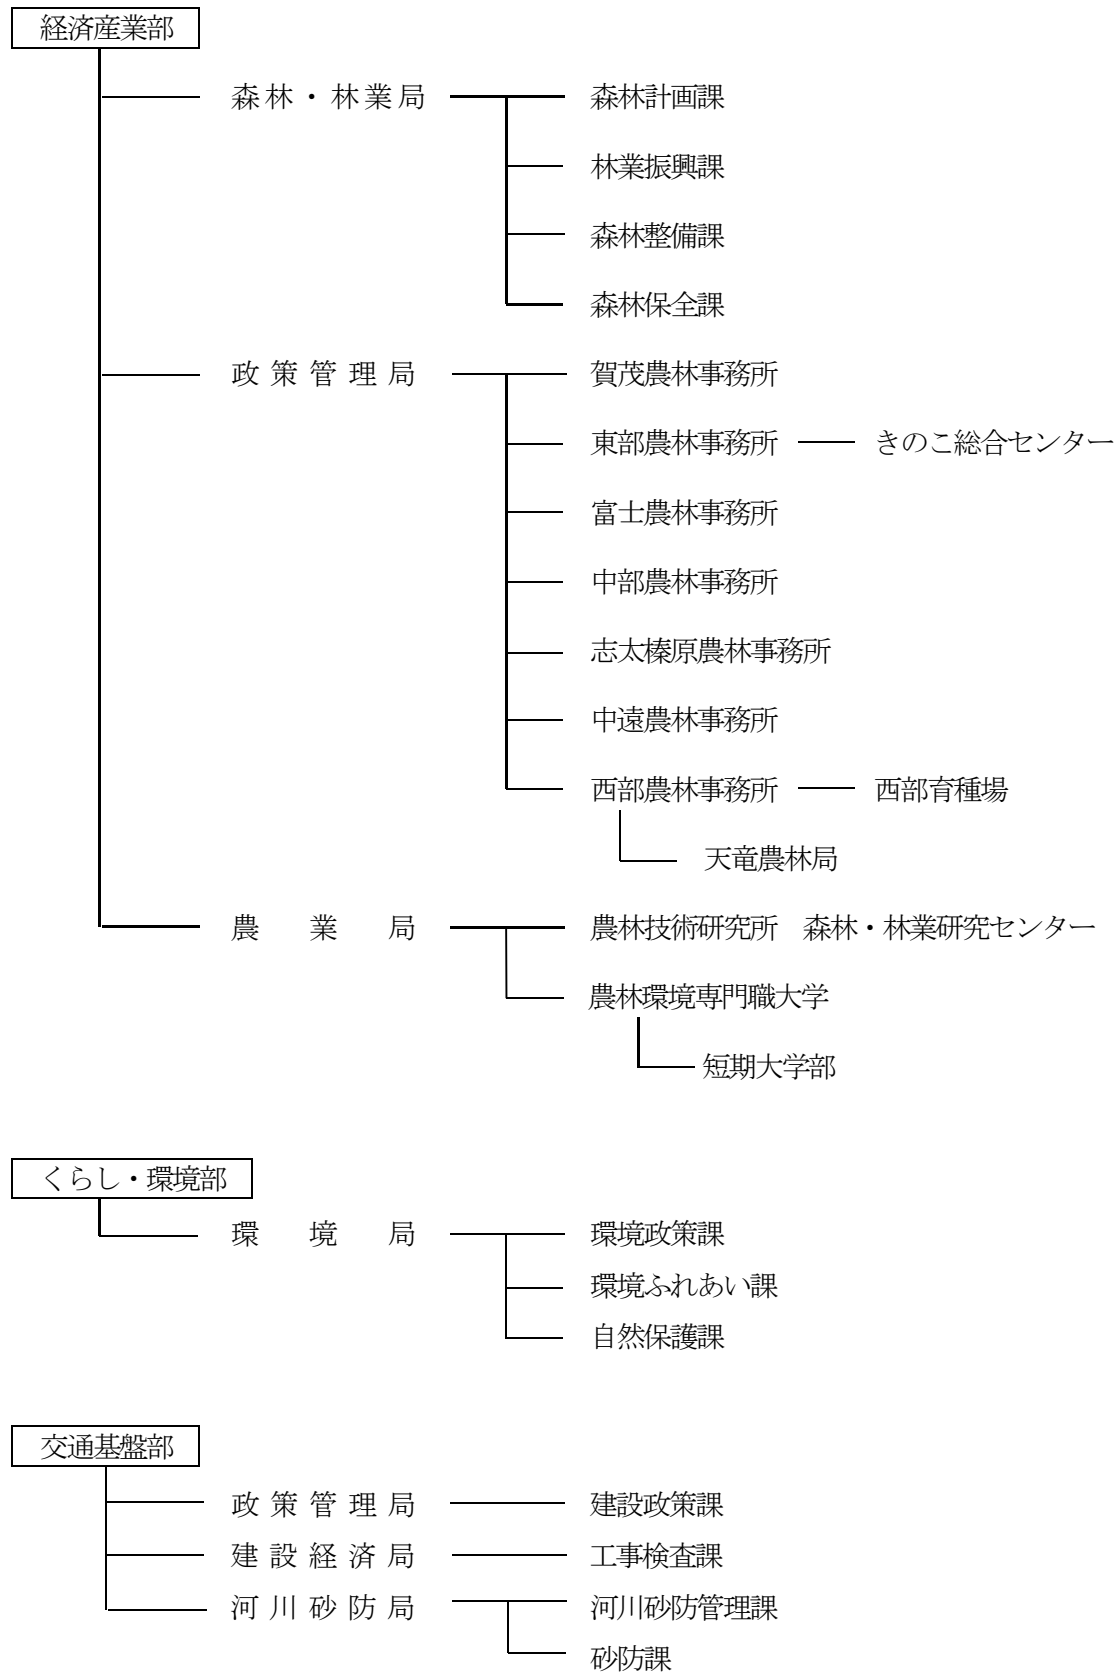 経済産業部
森林・林業局 森林計画課
林業振興課
森林整備課
森林保全課
政策管理局 賀茂農林事務所
東部農林事務所 きのこ総合センター
富士農林事務所
中部農林事務所
志太榛原農林事務所
中遠農林事務所
西部農林事務所 西部育種場
天竜農林局
農業局 農林技術研究所 森林・林業研究センター
農林環境専門職大学
短期大学部
くらし・環境部
環境局 環境政策課
環境ふれあい課
自然保護課
交通基盤部
政策管理局 建設政策課
建設経済局 工事検査課
河川砂防局 河川砂防管理課
砂防課